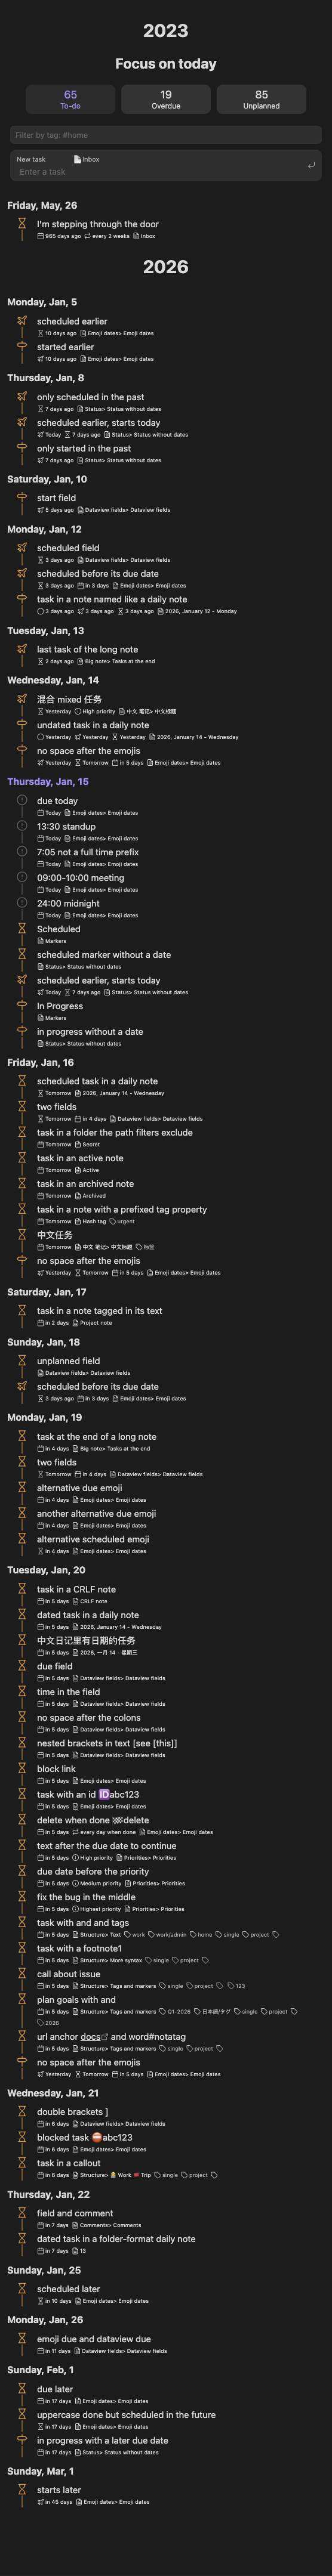 2023
Focus on today
65
To-do
19
Overdue
85
Unplanned
Filter by tag: #home
New task
Inbox
Enter a task
Friday, May, 26
I'm stepping through the door
965 days ago every 2 weeks Inbox
2026
Monday, Jan, 5
scheduled earlier
10 days ago Emoji dates> Emoji dates
started earlier
10 days ago Emoji dates> Emoji dates
Thursday, Jan, 8
only scheduled in the past
7 days ago Status> Status without dates
scheduled earlier, starts today
Today 7 days ago Status> Status without dates
only started in the past
7 days ago Status> Status without dates
Saturday, Jan, 10
start field
5 days ago Dataview fields> Dataview fields
Monday, Jan, 12
scheduled field
3 days ago Dataview fields> Dataview fields
scheduled before its due date
3 days ago in 3 days Emoji dates> Emoji dates
task in a note named like a daily note
3 days ago 3 days ago 3 days ago 2026, January 12 - Monday
Tuesday, Jan, 13
last task of the long note
2 days ago Big note> Tasks at the end
Wednesday, Jan, 14
混合 mixed 任务
Yesterday High priority 中文 笔记> 中文标题
undated task in a daily note
Yesterday Yesterday Yesterday 2026, January 14 - Wednesday
no space after the emojis
Yesterday Tomorrow in 5 days Emoji dates> Emoji dates
Thursday, Jan, 15
due today
Today Emoji dates> Emoji dates
13:30 standup
Today Emoji dates> Emoji dates
7:05 not a full time prefix
Today Emoji dates> Emoji dates
09:00-10:00 meeting
Today Emoji dates> Emoji dates
24:00 midnight
Today Emoji dates> Emoji dates
Scheduled
Markers
scheduled marker without a date
Status> Status without dates
scheduled earlier, starts today
Today 7 days ago Status> Status without dates
In Progress
Markers
in progress without a date
Status> Status without dates
Friday, Jan, 16
scheduled task in a daily note
Tomorrow 2026, January 14 - Wednesday
two fields
Tomorrow in 4 days Dataview fields> Dataview fields
task in a folder the path filters exclude
Tomorrow Secret
task in an active note
Tomorrow Active
task in an archived note
Tomorrow Archived
task in a note with a prefixed tag property
Tomorrow Hash tag urgent
中文任务
Tomorrow 中文 笔记> 中文标题 标签
no space after the emojis
Yesterday Tomorrow in 5 days Emoji dates> Emoji dates
Saturday, Jan, 17
task in a note tagged in its text
in 2 days Project note
Sunday, Jan, 18
unplanned field
Dataview fields> Dataview fields
scheduled before its due date
3 days ago in 3 days Emoji dates> Emoji dates
Monday, Jan, 19
task at the end of a long note
in 4 days Big note> Tasks at the end
two fields
Tomorrow in 4 days Dataview fields> Dataview fields
alternative due emoji
in 4 days Emoji dates> Emoji dates
another alternative due emoji
in 4 days Emoji dates> Emoji dates
alternative scheduled emoji
in 4 days Emoji dates> Emoji dates
Tuesday, Jan, 20
task in a CRLF note
in 5 days CRLF note
dated task in a daily note
in 5 days 2026, January 14 - Wednesday
中文日记里有日期的任务
in 5 days 2026, 一月 14 - 星期三
due field
in 5 days Dataview fields> Dataview fields
time in the field
in 5 days Dataview fields> Dataview fields
no space after the colons
in 5 days Dataview fields> Dataview fields
nested brackets in text [see [this]]
in 5 days Dataview fields> Dataview fields
block link
in 5 days Emoji dates> Emoji dates
task with an id 🆔abc123
in 5 days Emoji dates> Emoji dates
delete when done 🏁delete
in 5 days every day when done Emoji dates> Emoji dates
text after the due date to continue
in 5 days High priority Priorities> Priorities
due date before the priority
in 5 days Medium priority Priorities> Priorities
fix the bug in the middle
in 5 days Highest priority Priorities> Priorities
task with and and tags
in 5 days Structure> Text work work/admin home single project
task with a footnote1
in 5 days Structure> More syntax single project
call about issue
in 5 days Structure> Tags and markers single project 123
plan goals with and
in 5 days Structure> Tags and markers Q1-2026 日本語/タグ single project
2026
url anchor docs and word#notatag
in 5 days Structure> Tags and markers single project
no space after the emojis
Yesterday Tomorrow in 5 days Emoji dates> Emoji dates
Wednesday, Jan, 21
double brackets ]
in 6 days Dataview fields> Dataview fields
blocked task ⛔abc123
in 6 days Emoji dates> Emoji dates
task in a callout
in 6 days Structure> Work Trip single project
Thursday, Jan, 22
field and comment
in 7 days Comments> Comments
dated task in a folder-format daily note
in 7 days 13
Sunday, Jan, 25
scheduled later
in 10 days Emoji dates> Emoji dates
Monday, Jan, 26
emoji due and dataview due
in 11 days Dataview fields> Dataview fields
Sunday, Feb, 1
due later
in 17 days Emoji dates> Emoji dates
uppercase done but scheduled in the future
in 17 days Emoji dates> Emoji dates
in progress with a later due date
in 17 days Status> Status without dates
Sunday, Mar, 1
starts later
in 45 days Emoji dates> Emoji dates